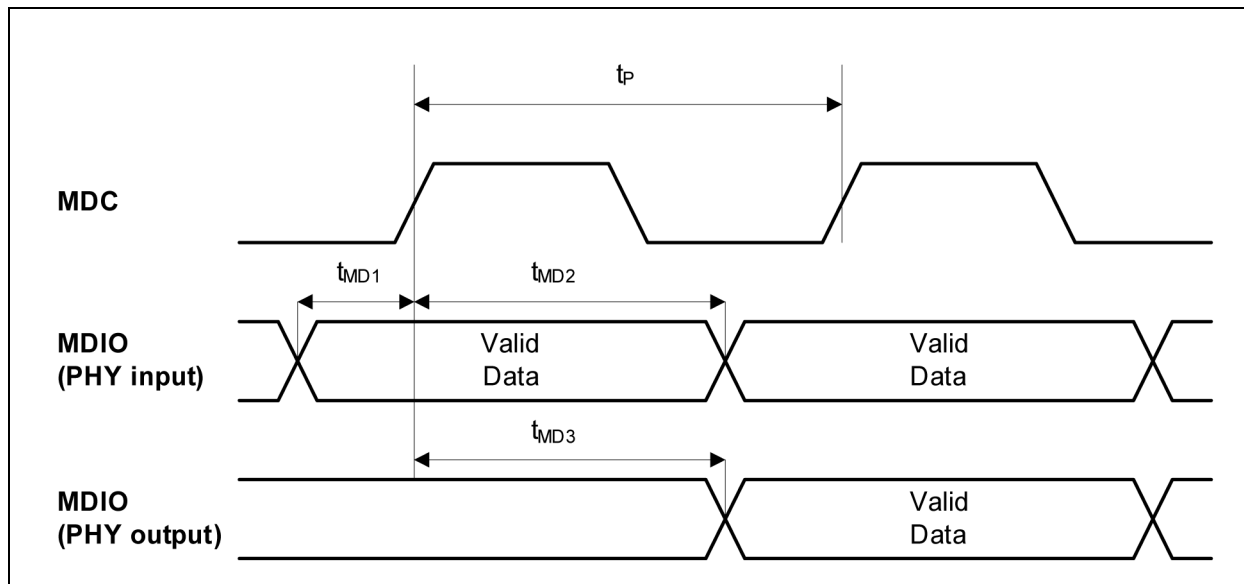 tP
MDC
tMD1
tMD2
MDIO
(PHY input)
Valid
Data
Valid
Data
tMD3
MDIO
(PHY output)
Valid
Data